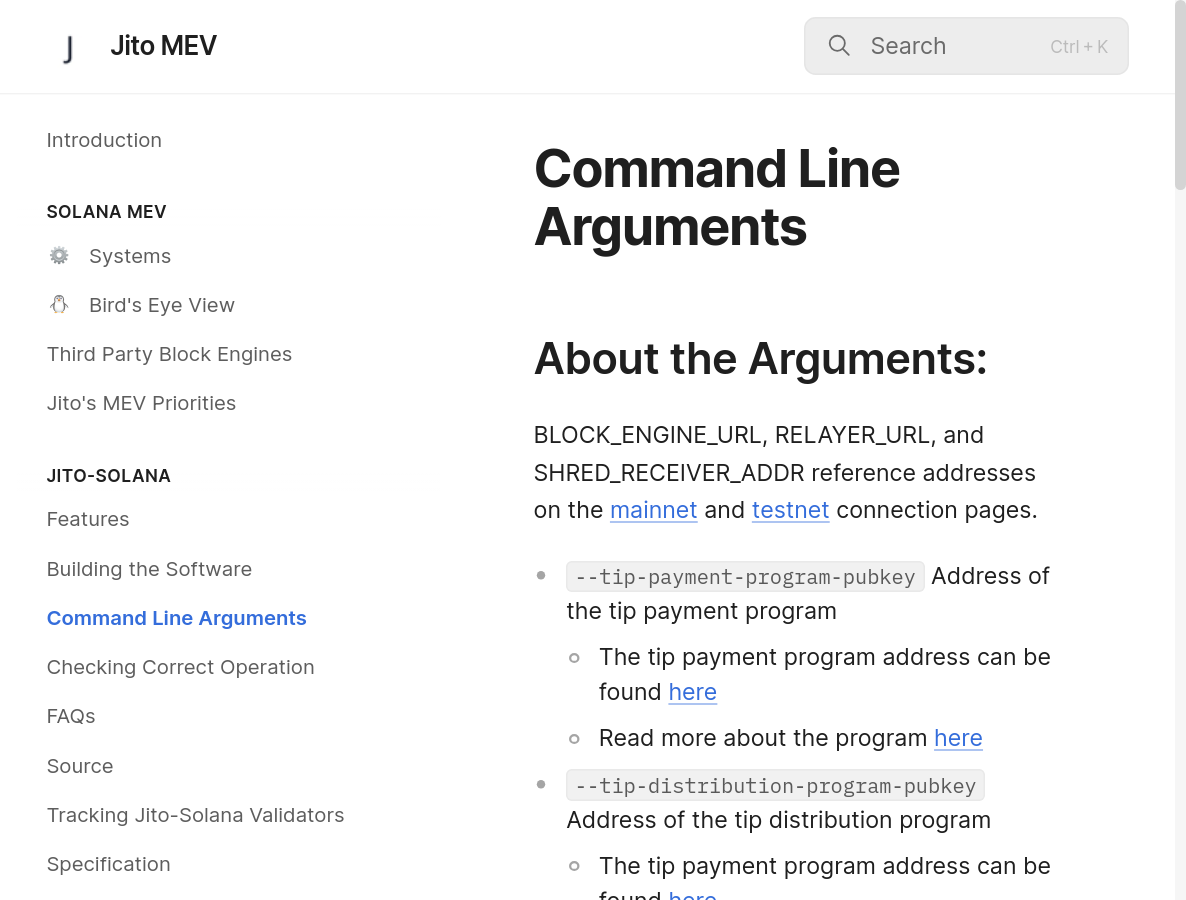 Jito MEV
Search
Ctrl + K
Introduction
SOLANA MEV
Systems
Bird's Eye View
Third Party Block Engines
Jito's MEV Priorities
JITO-SOLANA
Features
Building the Software
Command Line Arguments
Checking Correct Operation
FAQs
Source
Tracking Jito-Solana Validators
Specification
Command Line
Arguments
About the Arguments:
BLOCK_ENGINE_URL, RELAYER_URL, and
SHRED_RECEIVER_ADDR reference addresses
on the mainnet and testnet connection pages.
--tip-payment-program-pubkey Address of
the tip payment program
The tip payment program address can be
found here
Read more about the program here
--tip-distribution-program-pubkey
Address of the tip distribution program
The tip payment program address can be
found here